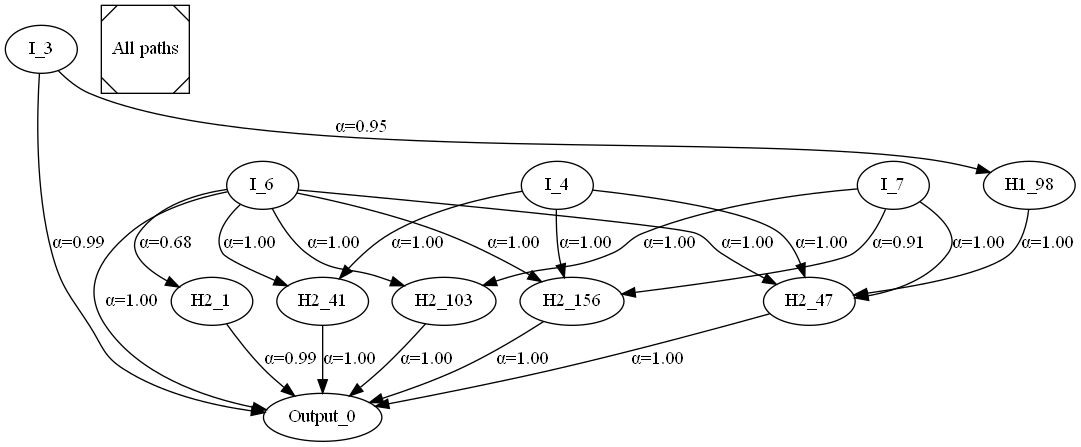 I_3
All paths
α=0.95
I_6
I_4
I_7
H1_98
α=0.99
α=0.68
α=1.00
α=1.00
α=1.00
α=1.00
α=1.00
α=1.00
α=1.00
α=0.91
α=1.00
α=1.00
α=1.00
H2_1
H2_41
H2_103
H2_156
H2_47
α=1.00
α=0.99
α=1.00
α=1.00
α=1.00
α=1.00
Output_0